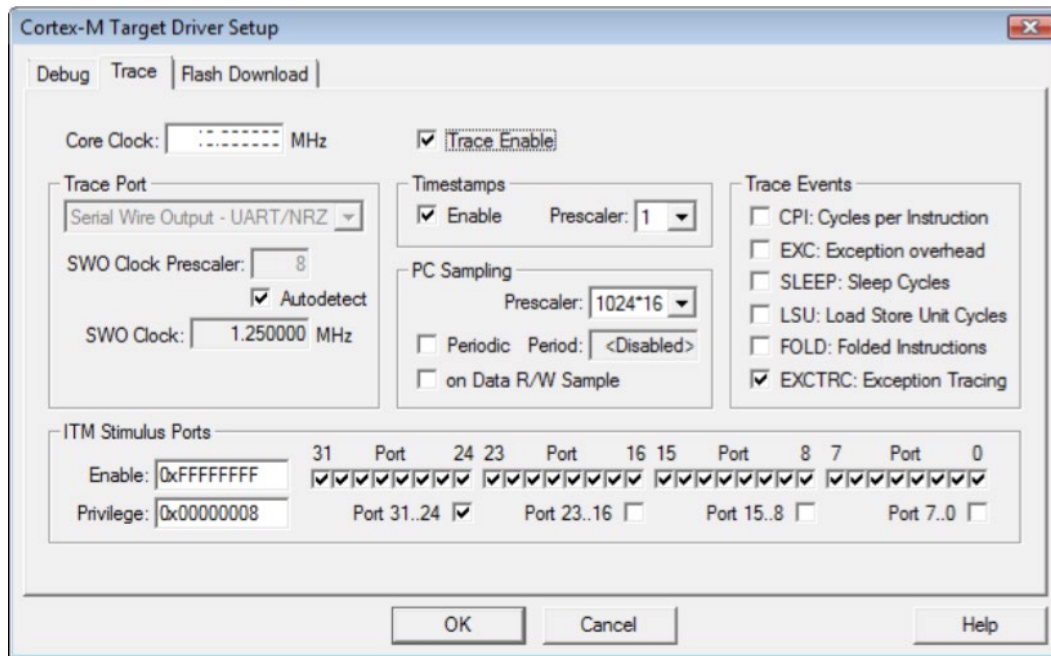 Cortex-M Target Driver Setup
Debug Trace Flash Download
Core Clock: MHz Trace Enable
Trace Port
Serial Wire Output - UART/NRZ
SWO Clock Prescaler: 8
Autodetect
SWO Clock: 1.250000 MHz
Timestamps
Enable Prescaler: 1
PC Sampling
Prescaler: 1024*16
Periodic Period: <Disabled>
on Data R/W Sample
Trace Events
CPI: Cycles per Instruction
EXC: Exception overhead
SLEEP: Sleep Cycles
LSU: Load Store Unit Cycles
FOLD: Folded Instructions
EXCTRC: Exception Tracing
ITM Stimulus Ports
31 Port 24 23 Port 16 15 Port 8 7 Port 0
Enable: 0xFFFFFFFF
Privilege: 0x00000008 Port 31..24 Port 23..16 Port 15..8 Port 7..0
OK Cancel Help